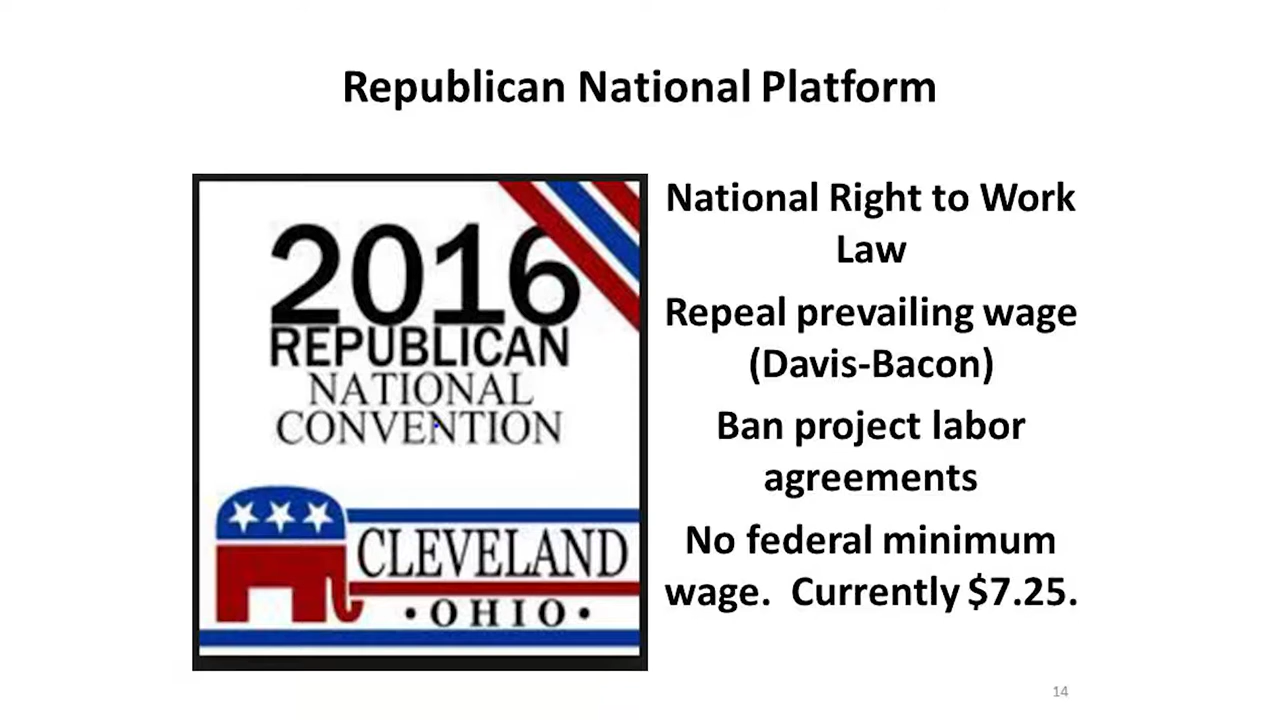 Republican National Platform
2016
REPUBLICAN
NATIONAL
CONVENTION
CLEVELAND
•OHIO•
National Right to Work
Law
Repeal prevailing wage
(Davis-Bacon)
Ban project labor
agreements
No federal minimum
wage.  Currently $7.25.
14